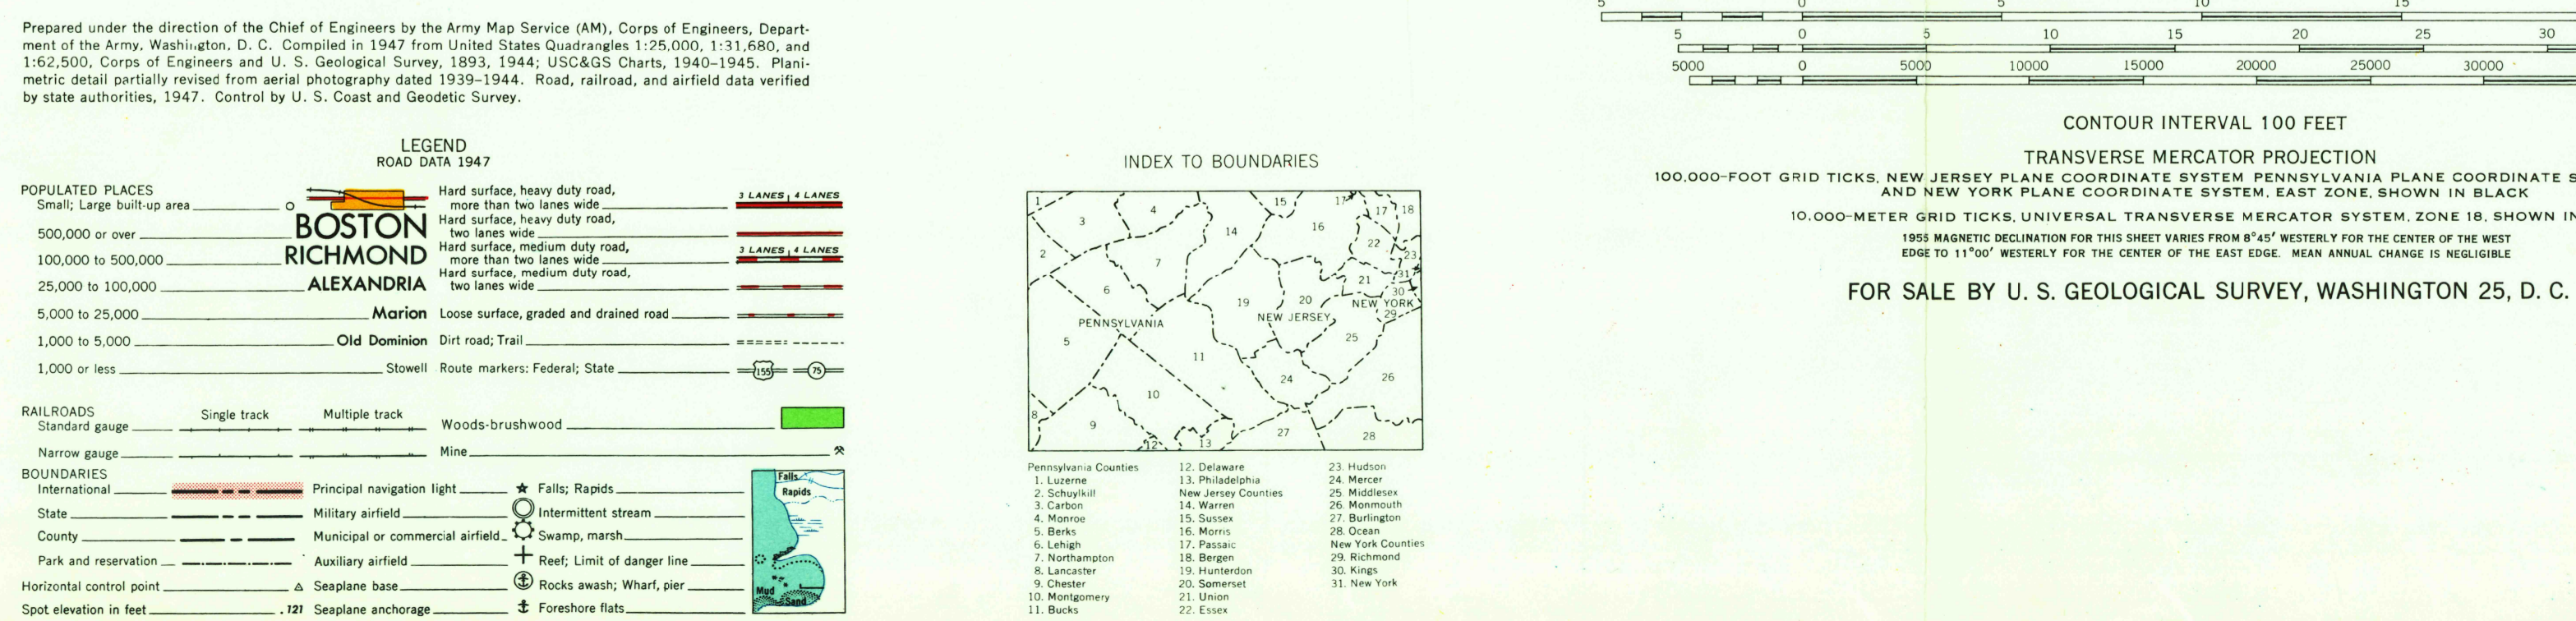 Prepared under the direction of the Chief of Engineers by the Army Map Service (AM), Corps of Engineers, Depart-
ment of the Army, Washington, D. C. Compiled in 1947 from United States Quadrangles 1:25,000, 1:31,680, and
1:62,500, Corps of Engineers and U. S. Geological Survey, 1893, 1944; USC&GS Charts, 1940–1945. Plani-
metric detail partially revised from aerial photography dated 1939–1944. Road, railroad, and airfield data verified
by state authorities, 1947. Control by U. S. Coast and Geodetic Survey.
LEGEND
ROAD DATA 1947
POPULATED PLACES
Small; Large built-up area
500,000 or over BOSTON
100,000 to 500,000 RICHMOND
25,000 to 100,000 ALEXANDRIA
5,000 to 25,000 Marion
1,000 to 5,000 Old Dominion
1,000 or less Stowell
Hard surface, heavy duty road,
more than two lanes wide 3 LANES 4 LANES
Hard surface, heavy duty road,
two lanes wide
Hard surface, medium duty road,
more than two lanes wide 3 LANES 4 LANES
Hard surface, medium duty road,
two lanes wide
Loose surface, graded and drained road
Dirt road; Trail
Route markers: Federal; State 155 75
RAILROADS Single track Multiple track
Standard gauge
Narrow gauge
Woods-brushwood
Mine
BOUNDARIES
International
State
County
Park and reservation
Horizontal control point
Spot elevation in feet .121
Principal navigation light
Military airfield
Municipal or commercial airfield
Auxiliary airfield
Seaplane base
Seaplane anchorage
Falls; Rapids
Intermittent stream
Swamp, marsh
Reef; Limit of danger line
Rocks awash; Wharf, pier
Foreshore flats
Falls
Rapids
Mud
Sand
INDEX TO BOUNDARIES
1 3 4 15 17 17 18
14 16
2 7 22 23
6 21 31
30
19 20 NEW YORK
PENNSYLVANIA NEW JERSEY 29
5 25
11
24 26
10
8
9 27
12 13 28
Pennsylvania Counties
1. Luzerne
2. Schuylkill
3. Carbon
4. Monroe
5. Berks
6. Lehigh
7. Northampton
8. Lancaster
9. Chester
10. Montgomery
11. Bucks
12. Delaware
13. Philadelphia
New Jersey Counties
14. Warren
15. Sussex
16. Morris
17. Passaic
18. Bergen
19. Hunterdon
20. Somerset
21. Union
22. Essex
23. Hudson
24. Mercer
25. Middlesex
26. Monmouth
27. Burlington
28. Ocean
New York Counties
29. Richmond
30. Kings
31. New York
5 0 5 10 15
5 0 5 10 15 20 25 30
5000 0 5000 10000 15000 20000 25000 30000
CONTOUR INTERVAL 100 FEET
TRANSVERSE MERCATOR PROJECTION
100,000-FOOT GRID TICKS, NEW JERSEY PLANE COORDINATE SYSTEM PENNSYLVANIA PLANE COORDINATE S
AND NEW YORK PLANE COORDINATE SYSTEM, EAST ZONE, SHOWN IN BLACK
10,000-METER GRID TICKS, UNIVERSAL TRANSVERSE MERCATOR SYSTEM, ZONE 18, SHOWN IN
1955 MAGNETIC DECLINATION FOR THIS SHEET VARIES FROM 8°45′ WESTERLY FOR THE CENTER OF THE WEST
EDGE TO 11°00′ WESTERLY FOR THE CENTER OF THE EAST EDGE. MEAN ANNUAL CHANGE IS NEGLIGIBLE
FOR SALE BY U. S. GEOLOGICAL SURVEY, WASHINGTON 25, D. C.